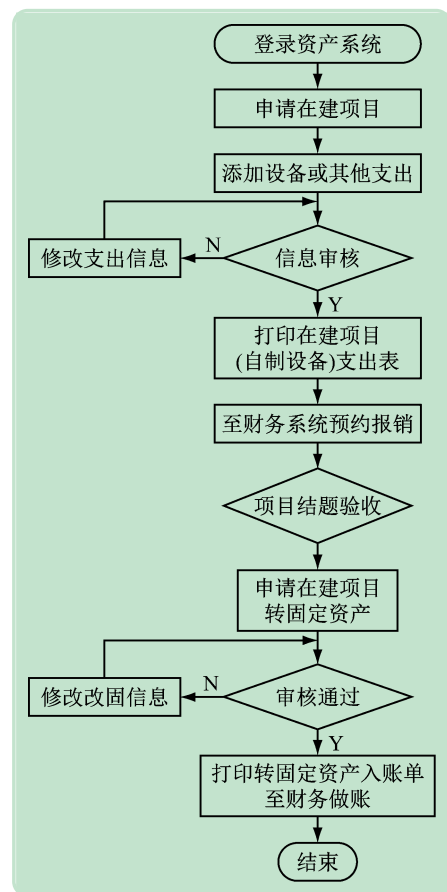 登录资产系统
申请在建项目
添加设备或其他支出
信息审核
N
修改支出信息
Y
打印在建项目
(自制设备)支出表
至财务系统预约报销
项目结题验收
申请在建项目
转固定资产
审核通过
N
修改改固信息
Y
打印转固定资产入账单
至财务做账
结束